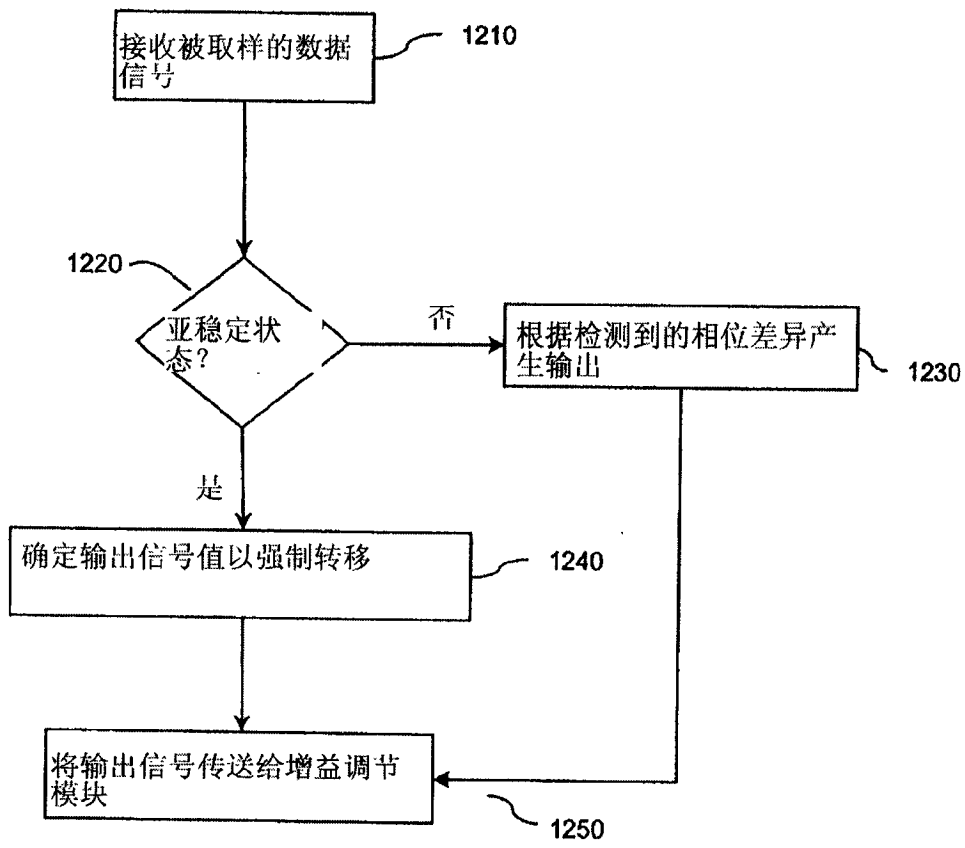 接收被取样的数据
信号
1210
1220
亚稳定状
态?
否
根据检测到的相位差异产
生输出
1230
是
确定输出信号值以强制转移
1240
将输出信号传送给增益调节
模块
1250